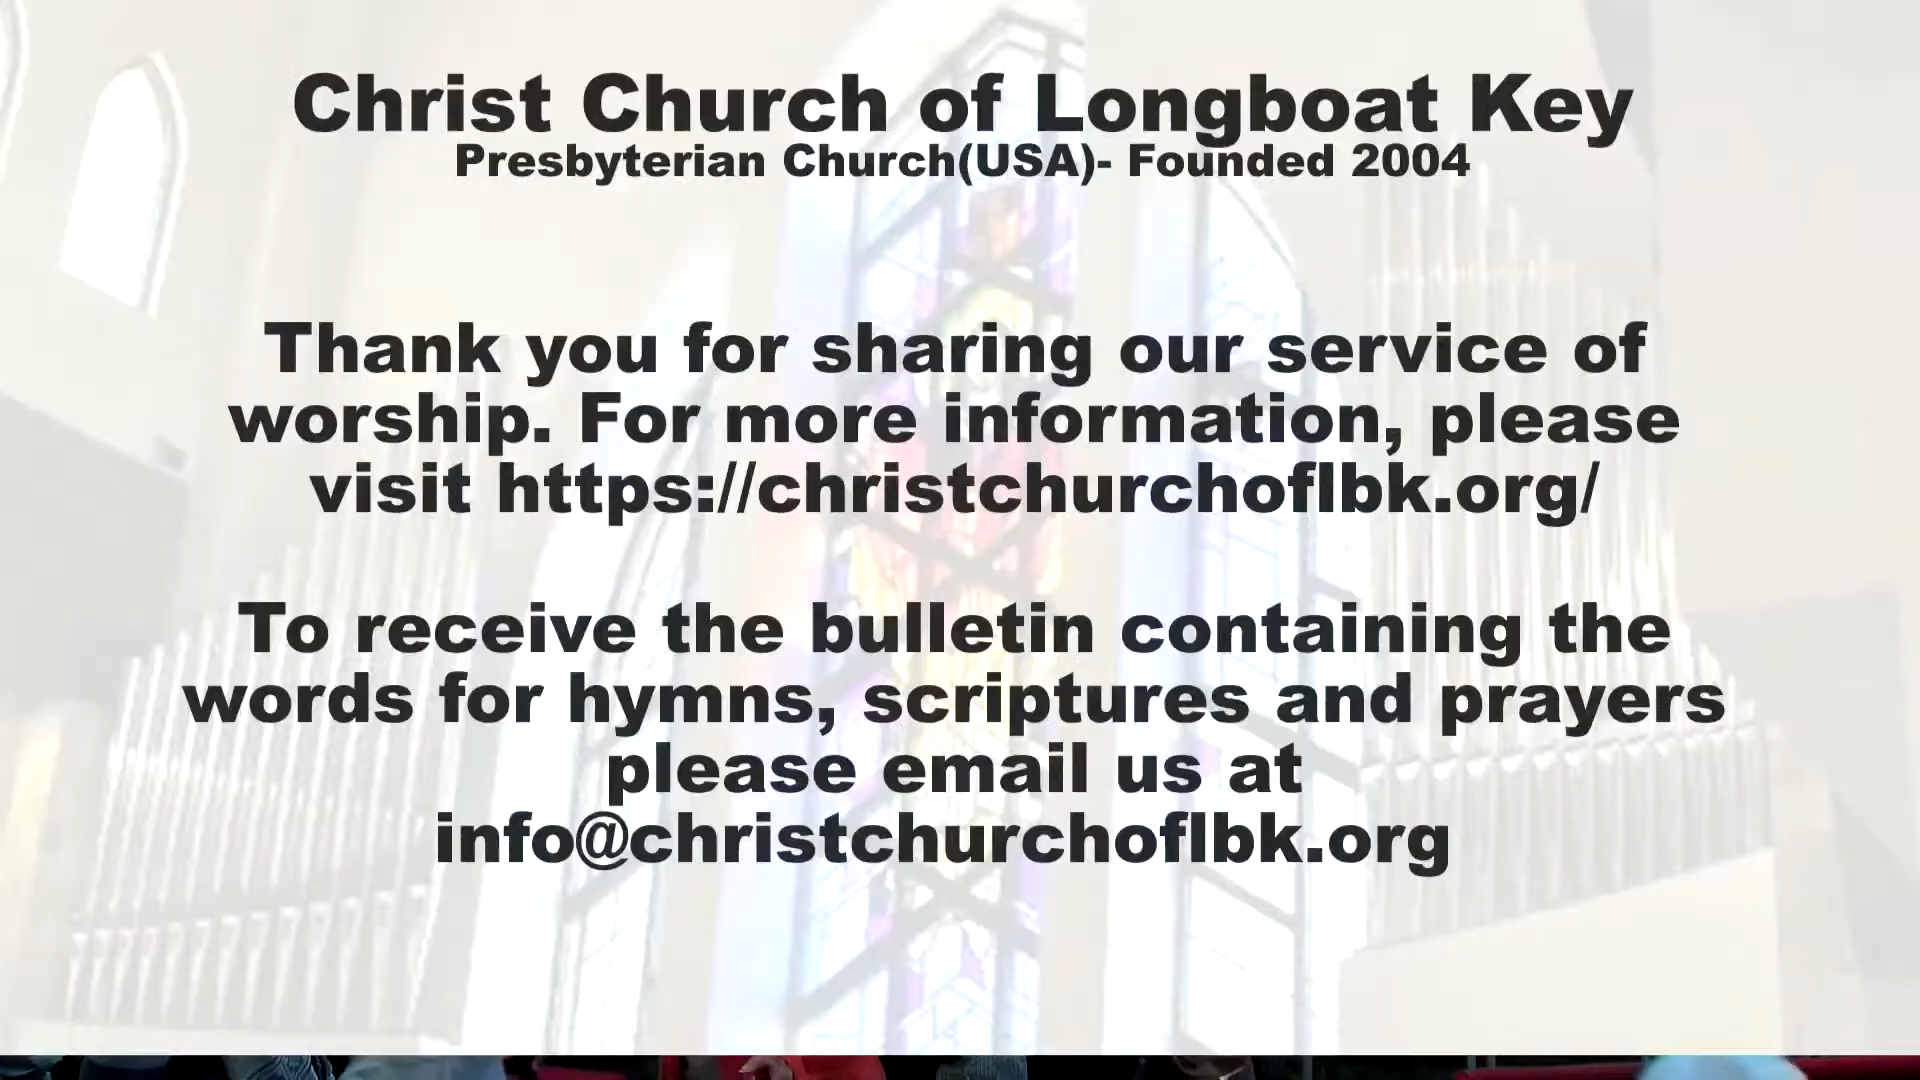 Christ Church of Longboat Key
Presbyterian Church(USA)- Founded 2004
Thank you for sharing our service of
worship. For more information, please
visit https://christchurchoflbk.org/
To receive the bulletin containing the
words for hymns, scriptures and prayers
please email us at
info@christchurchoflbk.org